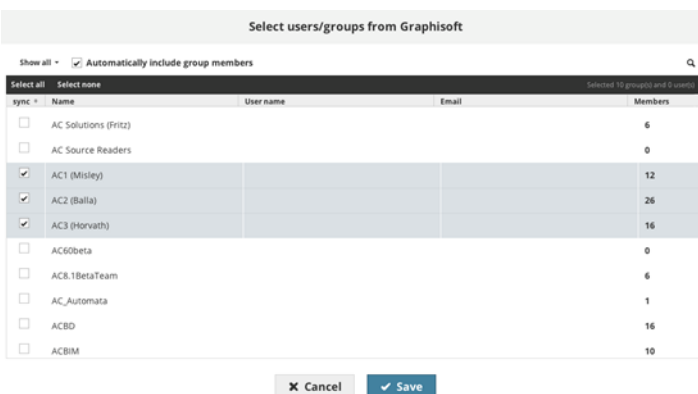 Select users/groups from Graphisoft
Show all Automatically include group members
Select all Select none Selected 10 group(s) and 0 user(s)
sync Name User name Email Members
AC Solutions (Fritz) 6
AC Source Readers 0
AC1 (Misley) 12
AC2 (Balla) 26
AC3 (Horvath) 16
AC60beta 0
AC8.1BetaTeam 6
AC_Automata 1
ACBD 16
ACBIM 10
Cancel Save